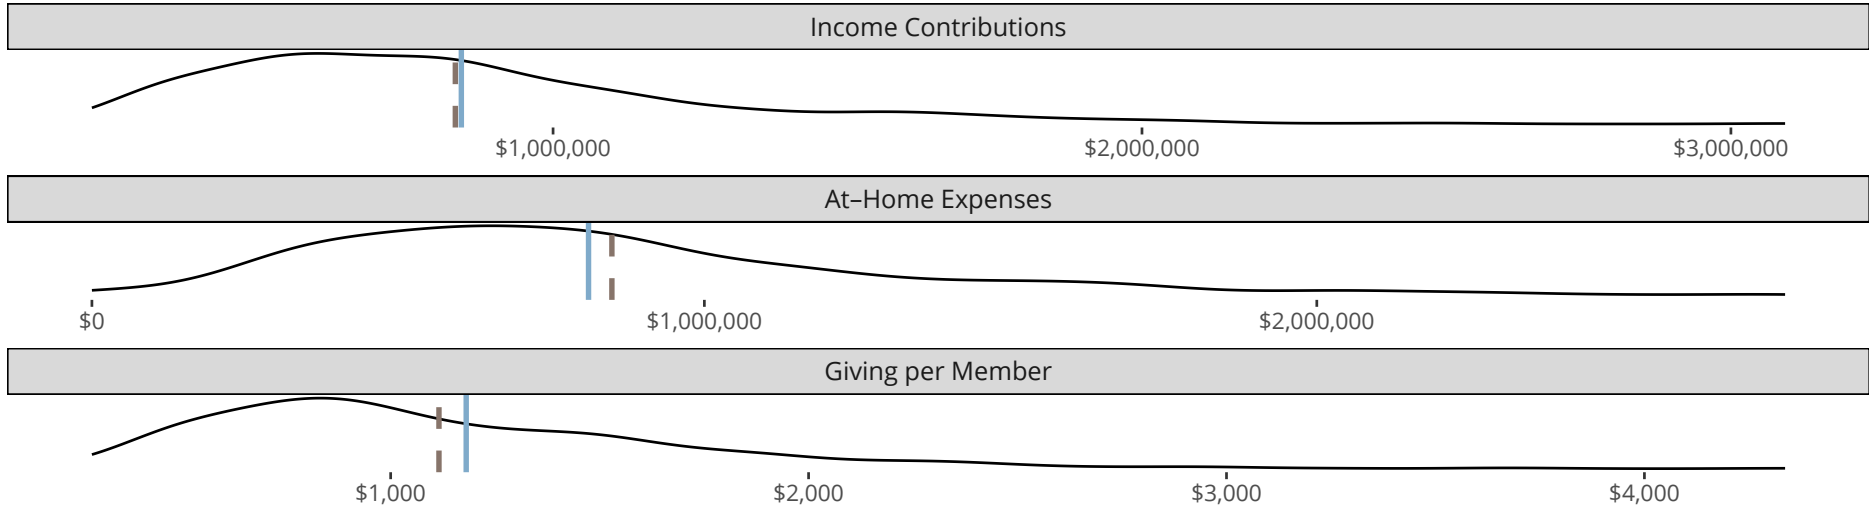 Income Contributions
$1,000,000 $2,000,000 $3,000,000
At–Home Expenses
$0 $1,000,000 $2,000,000
Giving per Member
$1,000 $2,000 $3,000 $4,000